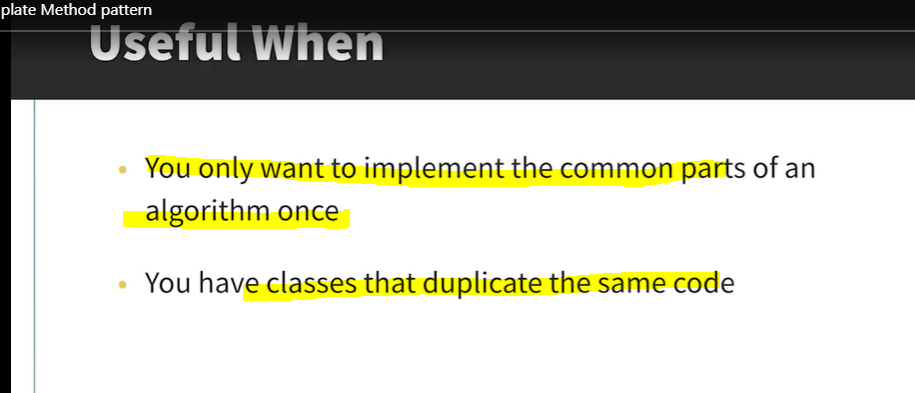 plate Method pattern
Useful When
• You only want to implement the common parts of an
algorithm once
• You have classes that duplicate the same code